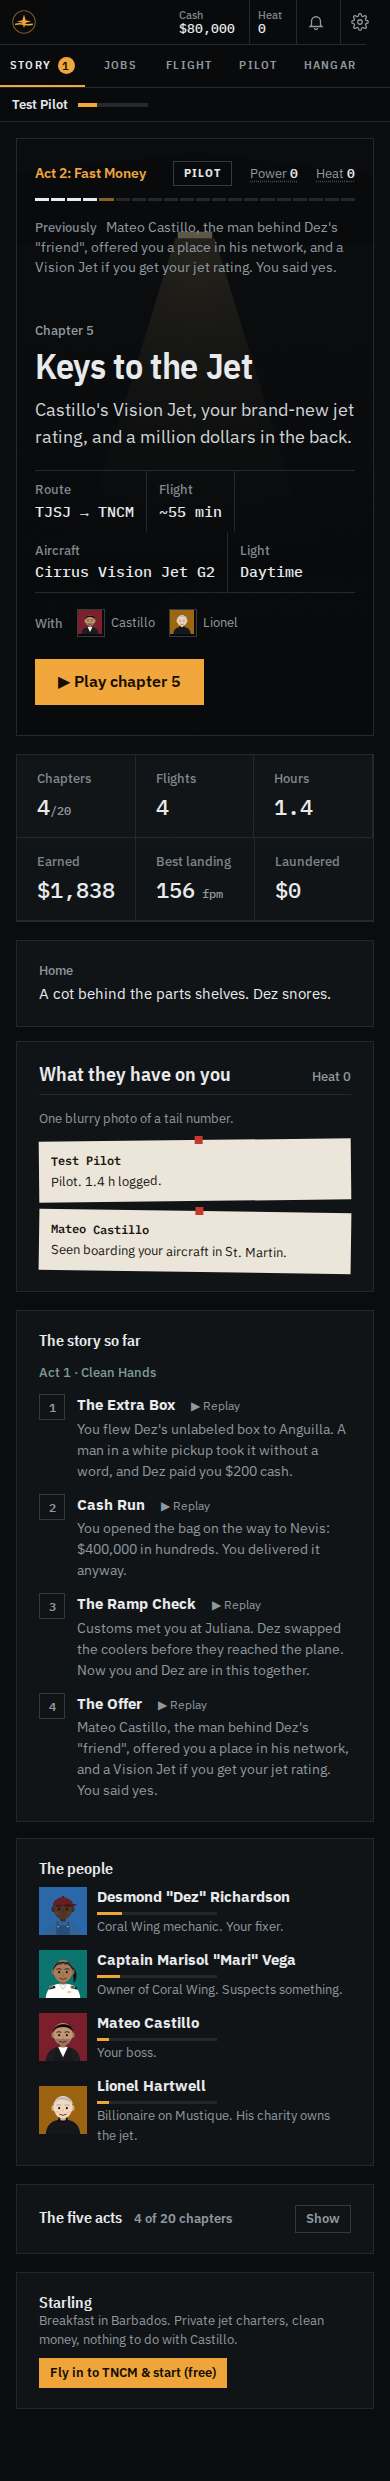 Cash
$80,000
Heat
0
STORY 1 JOBS FLIGHT PILOT HANGAR
Test Pilot
Act 2: Fast Money PILOT Power 0 Heat 0
Previously Mateo Castillo, the man behind Dez's
"friend", offered you a place in his network, and a
Vision Jet if you get your jet rating. You said yes.
Chapter 5
Keys to the Jet
Castillo's Vision Jet, your brand-new jet
rating, and a million dollars in the back.
Route
TJSJ → TNCM
Flight
~55 min
Aircraft
Cirrus Vision Jet G2
Light
Daytime
With Castillo Lionel
▶ Play chapter 5
Chapters
4/20
Flights
4
Hours
1.4
Earned
$1,838
Best landing
156 fpm
Laundered
$0
Home
A cot behind the parts shelves. Dez snores.
What they have on you Heat 0
One blurry photo of a tail number.
Test Pilot
Pilot. 1.4 h logged.
Mateo Castillo
Seen boarding your aircraft in St. Martin.
The story so far
Act 1 · Clean Hands
1 The Extra Box ▶ Replay
You flew Dez's unlabeled box to Anguilla. A
man in a white pickup took it without a
word, and Dez paid you $200 cash.
2 Cash Run ▶ Replay
You opened the bag on the way to Nevis:
$400,000 in hundreds. You delivered it
anyway.
3 The Ramp Check ▶ Replay
Customs met you at Juliana. Dez swapped
the coolers before they reached the plane.
Now you and Dez are in this together.
4 The Offer ▶ Replay
Mateo Castillo, the man behind Dez's
"friend", offered you a place in his network,
and a Vision Jet if you get your jet rating.
You said yes.
The people
Desmond "Dez" Richardson
Coral Wing mechanic. Your fixer.
Captain Marisol "Mari" Vega
Owner of Coral Wing. Suspects something.
Mateo Castillo
Your boss.
Lionel Hartwell
Billionaire on Mustique. His charity owns
the jet.
The five acts 4 of 20 chapters Show
Starling
Breakfast in Barbados. Private jet charters, clean
money, nothing to do with Castillo.
Fly in to TNCM & start (free)